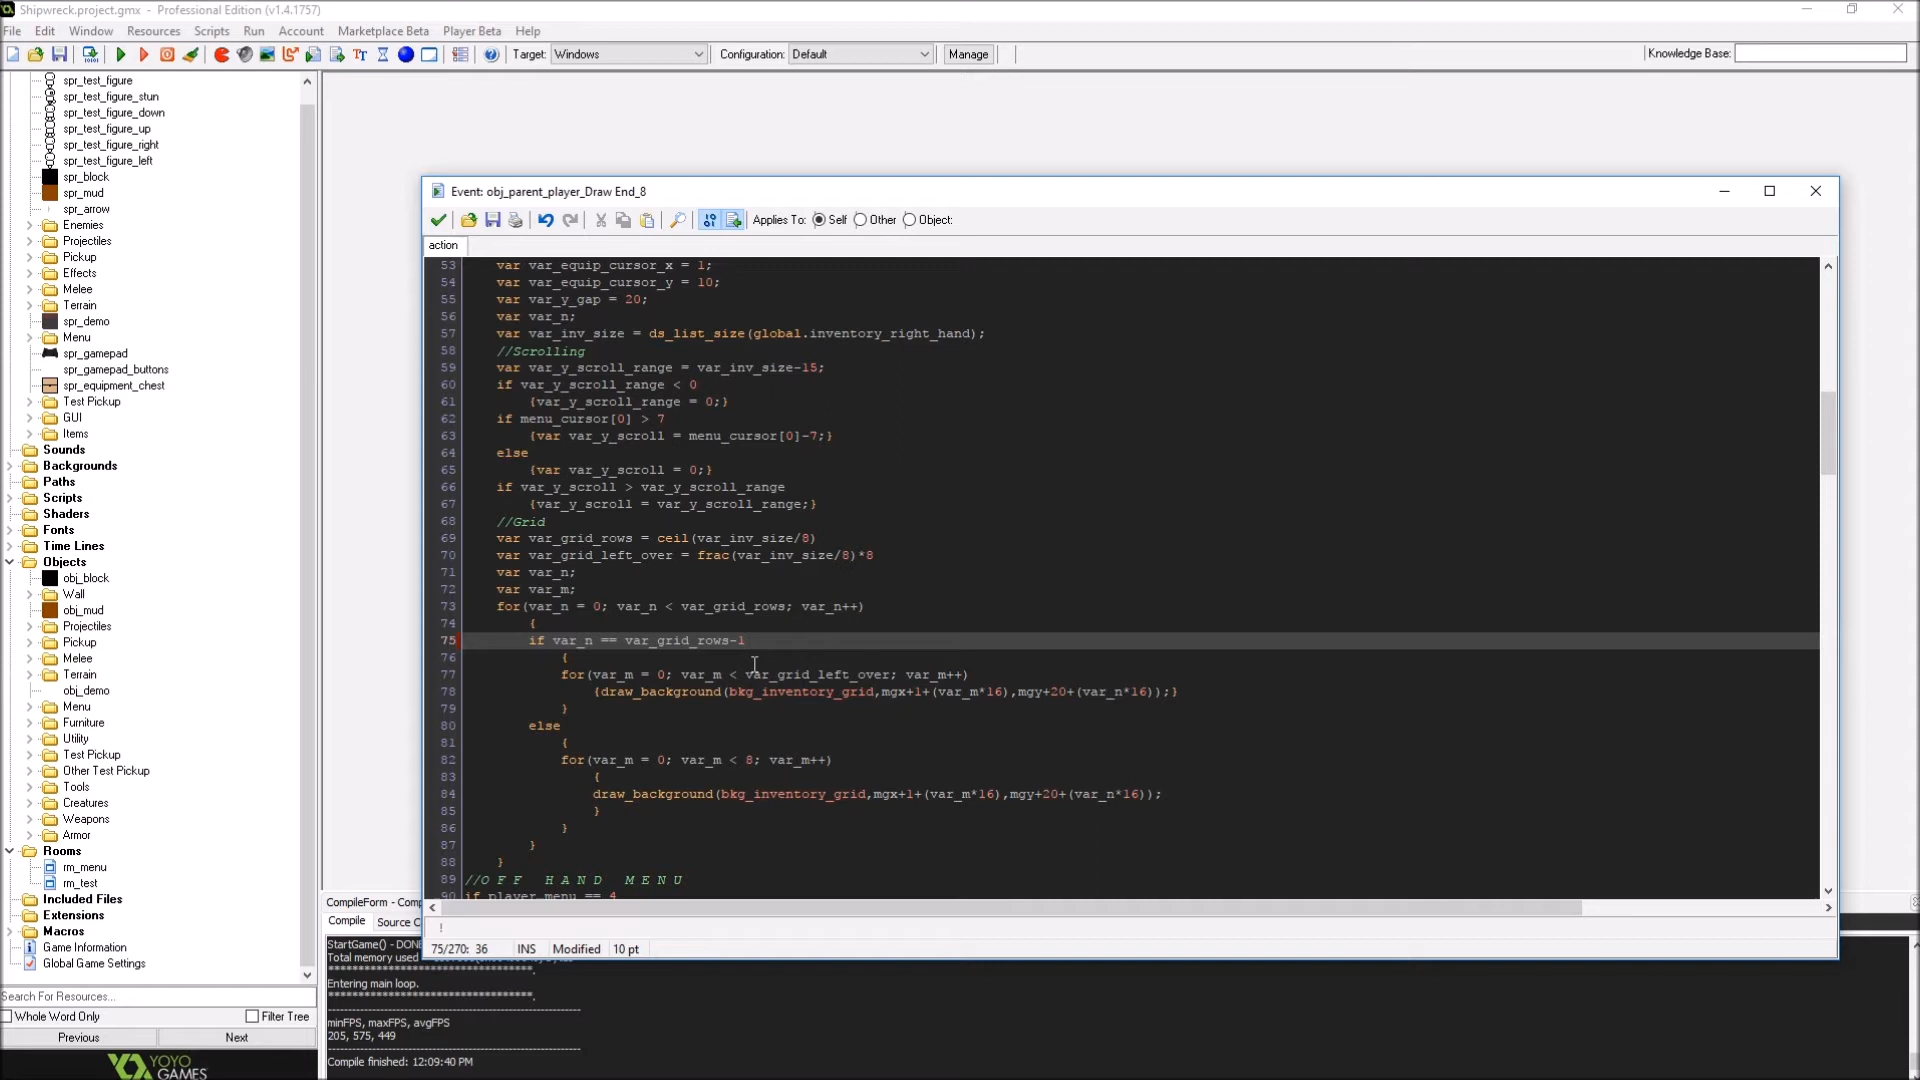 Shipwreck.project.gmx - Professional Edition (v1.4.1757)
File Edit Window Resources Scripts Run Account Marketplace Beta Player Beta Help
Target: Windows Configuration: Default Manage Knowledge Base:
spr_test_figure
spr_test_figure_stun
spr_test_figure_down
spr_test_figure_up
spr_test_figure_right
spr_test_figure_left
spr_block
spr_mud
spr_arrow
Enemies
Projectiles
Pickup
Effects
Melee
Terrain
spr_demo
Menu
spr_gamepad
spr_gamepad_buttons
spr_equipment_chest
Test Pickup
GUI
Items
Sounds
Backgrounds
Paths
Scripts
Shaders
Fonts
Time Lines
Objects
obj_block
Wall
obj_mud
Projectiles
Pickup
Melee
Terrain
obj_demo
Menu
Furniture
Utility
Test Pickup
Other Test Pickup
Tools
Creatures
Weapons
Armor
Rooms
rm_menu
rm_test
Included Files
Extensions
Macros
Game Information
Global Game Settings
Search For Resources...
Whole Word Only Filter Tree
Previous Next
YOYO
GAMES
Event: obj_parent_player_Draw End_8
Applies To: Self Other Object:
action
53 var var_equip_cursor_x = 1;
54 var var_equip_cursor_y = 10;
55 var var_y_gap = 20;
56 var var_n;
57 var var_inv_size = ds_list_size(global.inventory_right_hand);
58 //Scrolling
59 var var_y_scroll_range = var_inv_size-15;
60 if var_y_scroll_range < 0
61 {var_y_scroll_range = 0;}
62 if menu_cursor[0] > 7
63 {var var_y_scroll = menu_cursor[0]-7;}
64 else
65 {var var_y_scroll = 0;}
66 if var_y_scroll > var_y_scroll_range
67 {var_y_scroll = var_y_scroll_range;}
68 //Grid
69 var var_grid_rows = ceil(var_inv_size/8)
70 var var_grid_left_over = frac(var_inv_size/8)*8
71 var var_n;
72 var var_m;
73 for(var_n = 0; var_n < var_grid_rows; var_n++)
74 {
75 if var_n == var_grid_rows-1
76 {
77 for(var_m = 0; var_m < var_grid_left_over; var_m++)
78 {draw_background(bkg_inventory_grid,mgx+1+(var_m*16),mgy+20+(var_n*16));}
79 }
80 else
81 {
82 for(var_m = 0; var_m < 8; var_m++)
83 {
84 draw_background(bkg_inventory_grid,mgx+1+(var_m*16),mgy+20+(var_n*16));
85 }
86 }
87 }
88 }
89 //O F F H A N D M E N U
90 if player_menu == 4
!
75/270: 36 INS Modified 10 pt
CompileForm - Comp
Compile Source C
StartGame() - DONE
Total memory used
**********************************.
Entering main loop.
**********************************.
minFPS, maxFPS, avgFPS
205, 575, 449
Compile finished: 12:09:40 PM